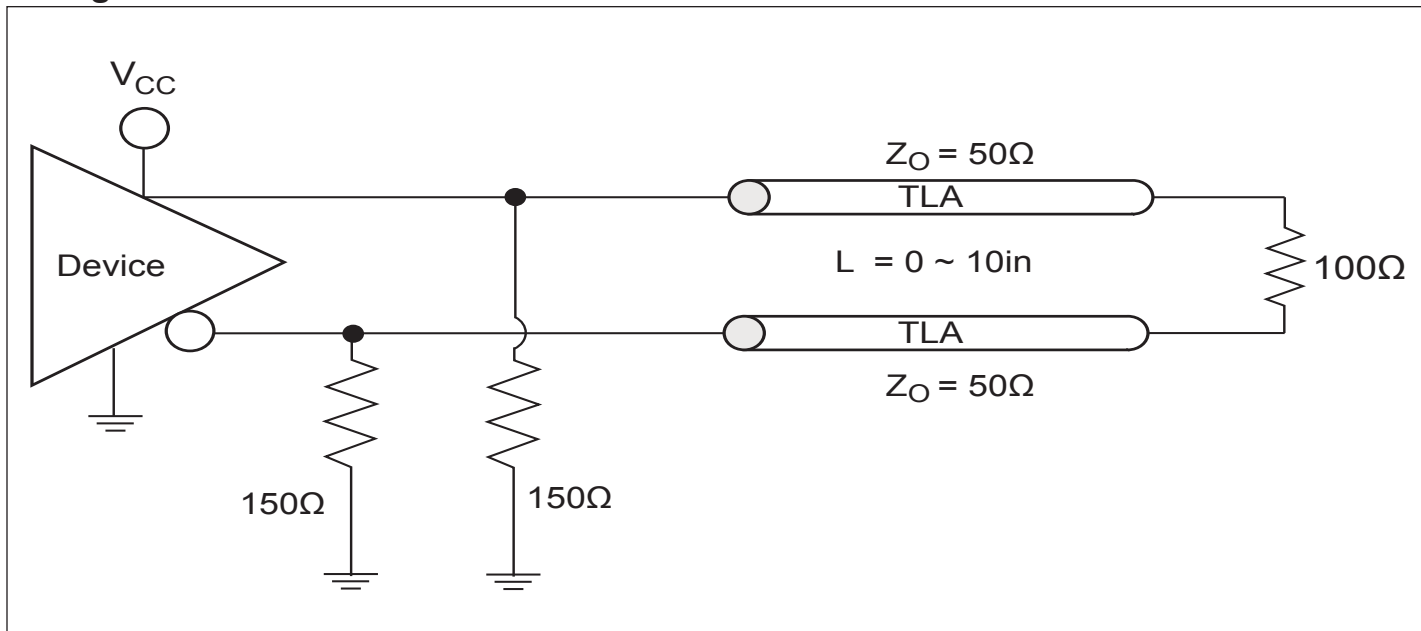 V_CC
Z_O = 50Ω
TLA
Device
L = 0 ~ 10in
100Ω
TLA
Z_O = 50Ω
150Ω
150Ω